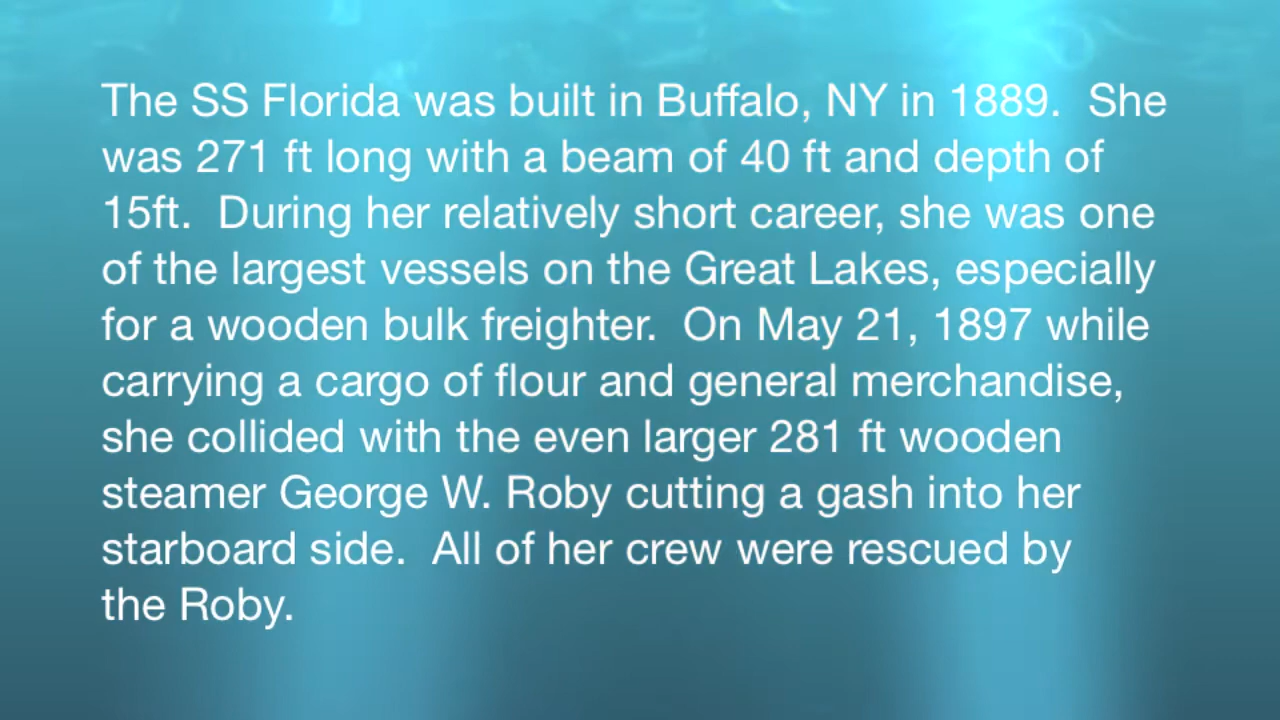 The SS Florida was built in Buffalo, NY in 1889.  She
was 271 ft long with a beam of 40 ft and depth of
15ft.  During her relatively short career, she was one
of the largest vessels on the Great Lakes, especially
for a wooden bulk freighter.  On May 21, 1897 while
carrying a cargo of flour and general merchandise,
she collided with the even larger 281 ft wooden
steamer George W. Roby cutting a gash into her
starboard side.  All of her crew were rescued by
the Roby.